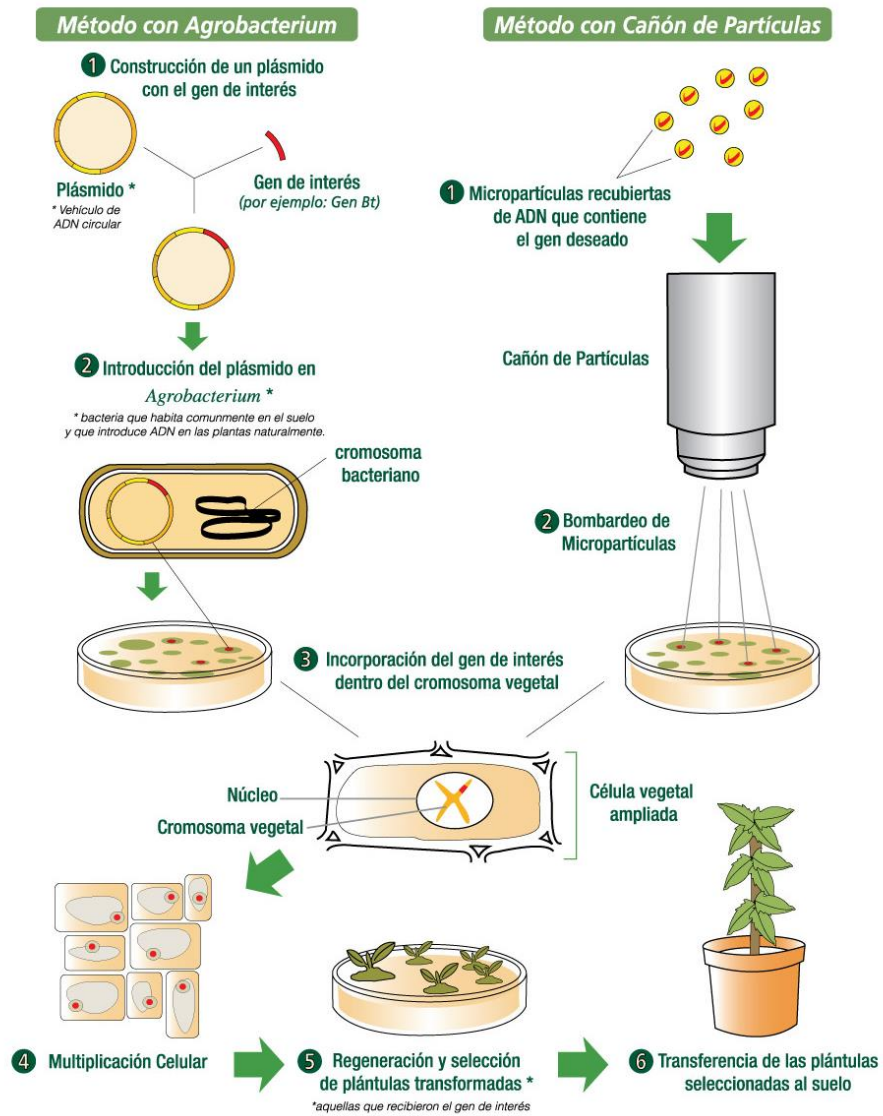 Método con Agrobacterium
1 Construcción de un plásmido
con el gen de interés
Plásmido *
* Vehículo de
ADN circular
Gen de interés
(por ejemplo: Gen Bt)
2 Introducción del plásmido en
Agrobacterium *
* bacteria que habita comunmente en el suelo
y que introduce ADN en las plantas naturalmente.
cromosoma
bacteriano
Método con Cañón de Partículas
1 Micropartículas recubiertas
de ADN que contiene
el gen deseado
Cañón de Partículas
2 Bombardeo de
Micropartículas
3 Incorporación del gen de interés
dentro del cromosoma vegetal
Núcleo
Cromosoma vegetal
Célula vegetal
ampliada
4 Multiplicación Celular
5 Regeneración y selección
de plántulas transformadas *
*aquellas que recibieron el gen de interés
6 Transferencia de las plántulas
seleccionadas al suelo